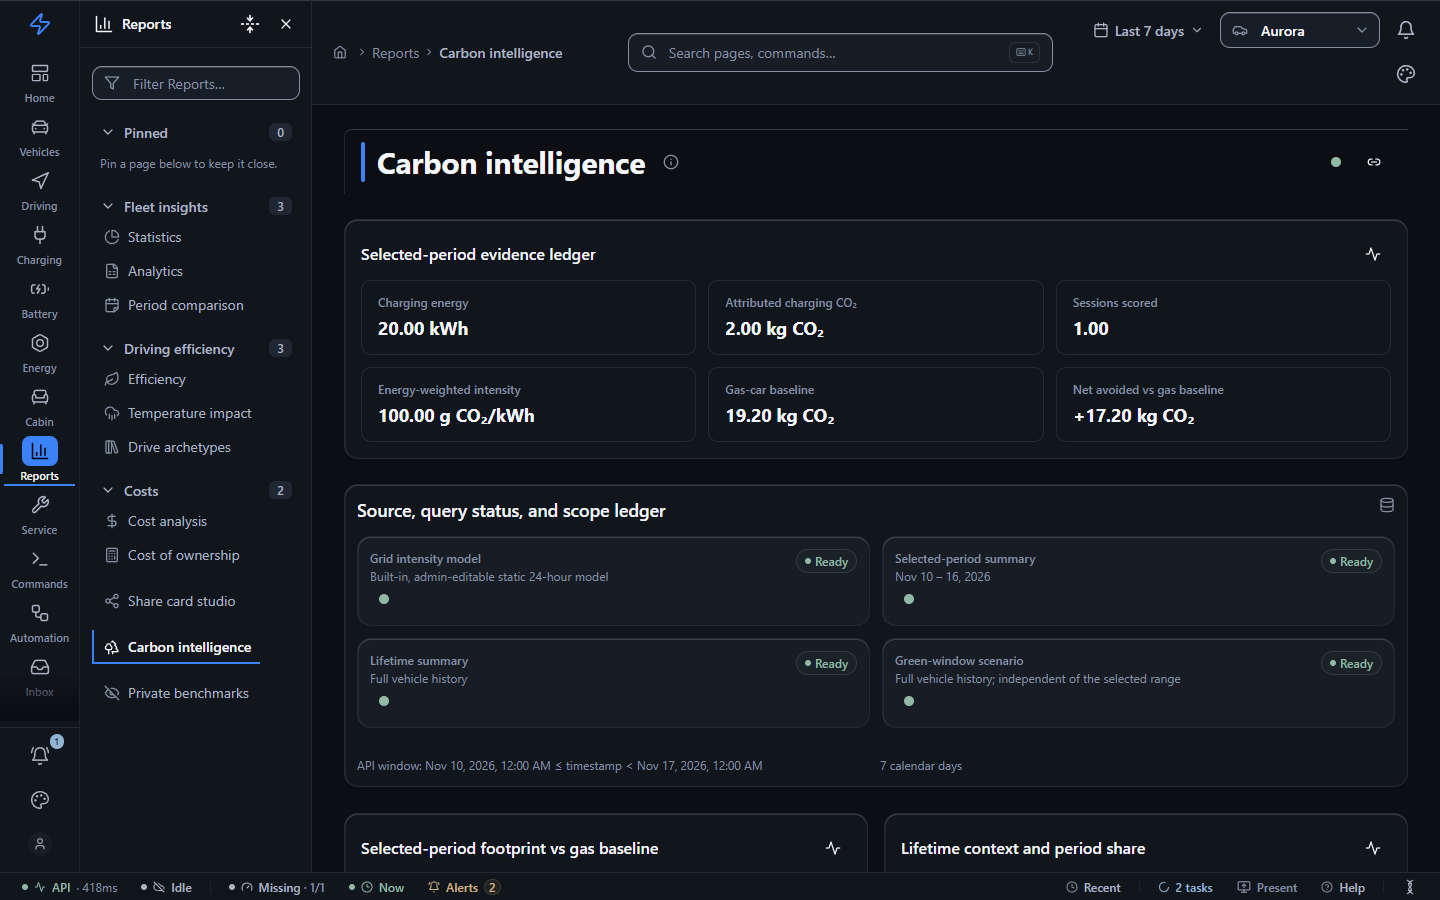 Reports
Home
Vehicles
Driving
Charging
Battery
Energy
Cabin
Reports
Service
Commands
Automation
Inbox
1
Filter Reports...
Pinned
0
Pin a page below to keep it close.
Fleet insights
3
Statistics
Analytics
Period comparison
Driving efficiency
3
Efficiency
Temperature impact
Drive archetypes
Costs
2
Cost analysis
Cost of ownership
Share card studio
Carbon intelligence
Private benchmarks
Reports
Carbon intelligence
Search pages, commands...
K
Last 7 days
Aurora
Carbon intelligence
Selected-period evidence ledger
Charging energy
20.00 kWh
Attributed charging CO₂
2.00 kg CO₂
Sessions scored
1.00
Energy-weighted intensity
100.00 g CO₂/kWh
Gas-car baseline
19.20 kg CO₂
Net avoided vs gas baseline
+17.20 kg CO₂
Source, query status, and scope ledger
Grid intensity model
Ready
Built-in, admin-editable static 24-hour model
Selected-period summary
Ready
Nov 10 – 16, 2026
Lifetime summary
Ready
Full vehicle history
Green-window scenario
Ready
Full vehicle history; independent of the selected range
API window: Nov 10, 2026, 12:00 AM ≤ timestamp < Nov 17, 2026, 12:00 AM
7 calendar days
Selected-period footprint vs gas baseline
Lifetime context and period share
API · 418ms
Idle
Missing · 1/1
Now
Alerts 2
Recent
2 tasks
Present
Help